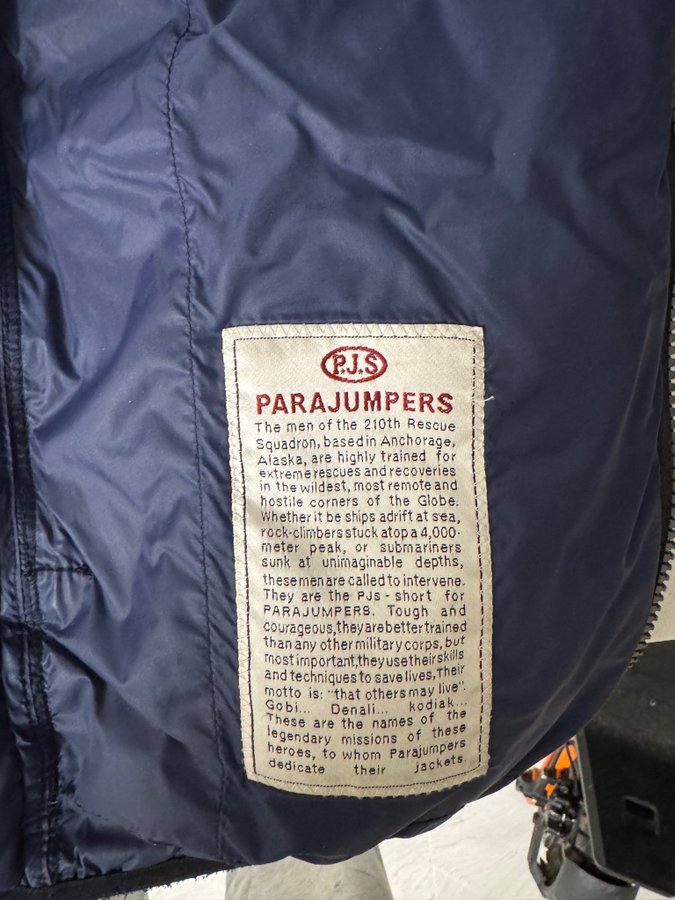 P.J.S
PARAJUMPERS
The men of the 210th Rescue
Squadron, based in Anchorage,
Alaska, are highly trained for
extreme rescues and recoveries
in the wildest, most remote and
hostile corners of the Globe.
Whether it be ships adrift at sea,
rock-climbers stuck atop a 4,000-
meter peak, or submariners
sunk at unimaginable depths,
these men are called to intervene.
They are the PJs - short for
PARAJUMPERS. Tough and
courageous, they are better trained
than any other military corps, but
most important, they use their skills
and techniques to save lives, Their
motto is: "that others may live".
Gobi... Denali... kodiak...
These are the names of the
legendary missions of these
heroes, to whom Parajumpers
dedicate their jackets